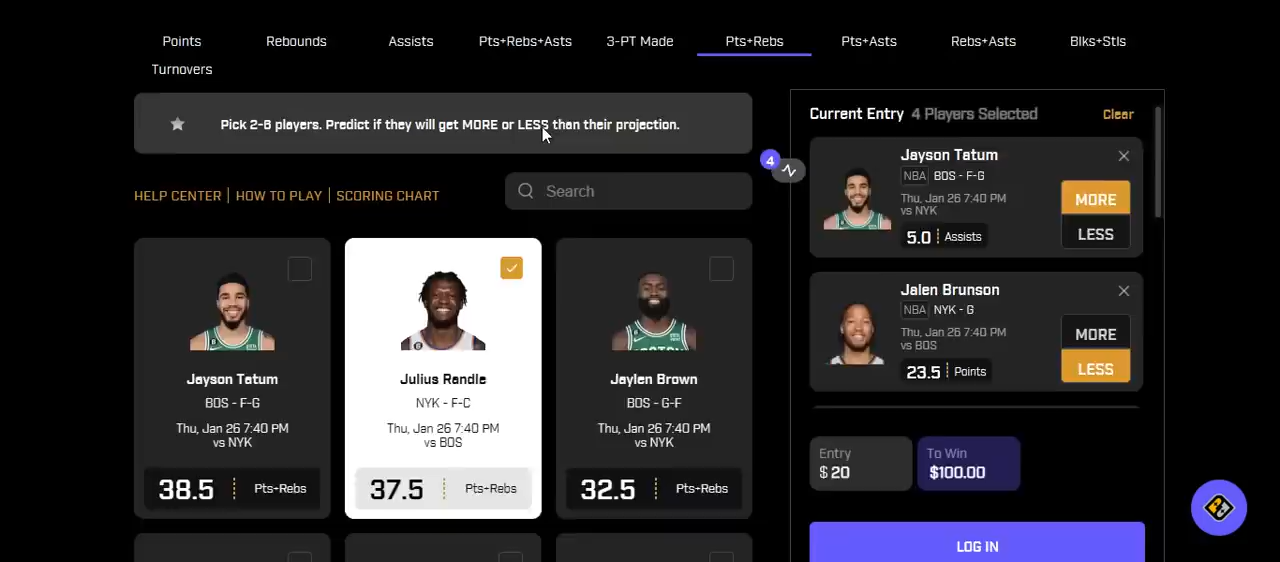 Points Rebounds Assists Pts+Rebs+Asts 3-PT Made Pts+Rebs Pts+Asts Rebs+Asts Blks+Stls
Turnovers
Pick 2-6 players. Predict if they will get MORE or LESS than their projection.
HELP CENTER | HOW TO PLAY | SCORING CHART
Search
Jayson Tatum
BOS - F-G
Thu, Jan 26 7:40 PM
vs NYK
38.5 Pts+Rebs
Julius Randle
NYK - F-C
Thu, Jan 26 7:40 PM
vs BOS
37.5 Pts+Rebs
Jaylen Brown
BOS - G-F
Thu, Jan 26 7:40 PM
vs NYK
32.5 Pts+Rebs
4
Current Entry 4 Players Selected Clear
Jayson Tatum
NBA BOS - F-G
Thu, Jan 26 7:40 PM
vs NYK
5.0 Assists
MORE
LESS
Jalen Brunson
NBA NYK - G
Thu, Jan 26 7:40 PM
vs BOS
23.5 Points
MORE
LESS
Entry
$ 20
To Win
$100.00
LOG IN